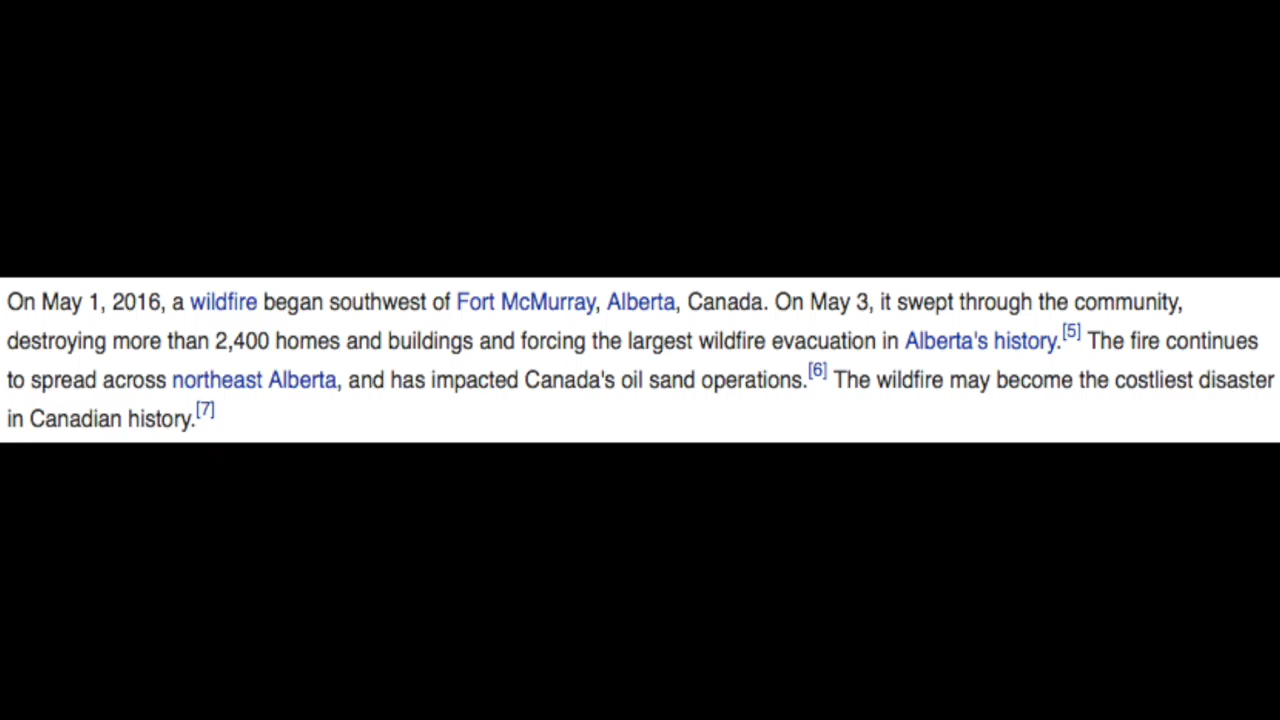 On May 1, 2016, a wildfire began southwest of Fort McMurray, Alberta, Canada. On May 3, it swept through the community,
destroying more than 2,400 homes and buildings and forcing the largest wildfire evacuation in Alberta's history.[5] The fire continues
to spread across northeast Alberta, and has impacted Canada's oil sand operations.[6] The wildfire may become the costliest disaster
in Canadian history.[7]